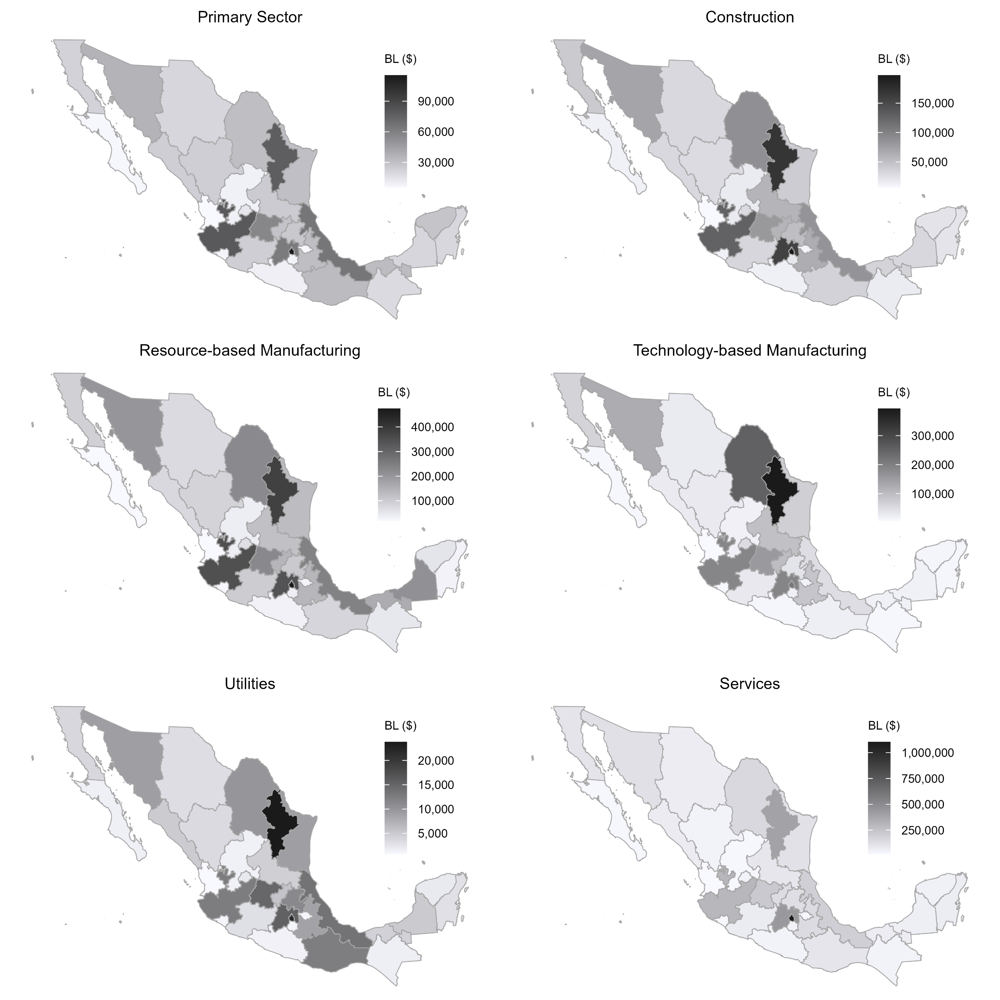 Primary Sector
BL ($)
90,000
60,000
30,000
Construction
BL ($)
150,000
100,000
50,000
Resource-based Manufacturing
BL ($)
400,000
300,000
200,000
100,000
Technology-based Manufacturing
BL ($)
300,000
200,000
100,000
Utilities
BL ($)
20,000
15,000
10,000
5,000
Services
BL ($)
1,000,000
750,000
500,000
250,000